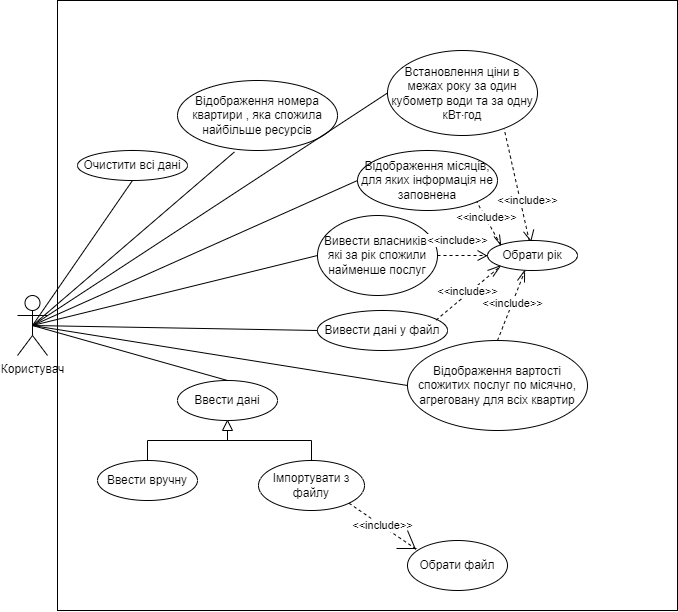 Встановлення ціни в
межах року за один
кубометр води та за одну
кВт·год
Відображення номера
квартири , яка спожила
найбільше ресурсів
Очистити всі дані
Відображення місяців,
для яких інформація не
заповнена
<<include>>
<<include>>
Вивести власників
які за рік спожили
найменше послуг
<<include>>
Обрати рік
<<include>>
<<include>>
Вивести дані у файл
Користувач
Відображення вартості
спожитих послуг по місячно,
агреговану для всіх квартир
Ввести дані
Ввести вручну
Імпортувати з
файлу
<<include>>
Обрати файл